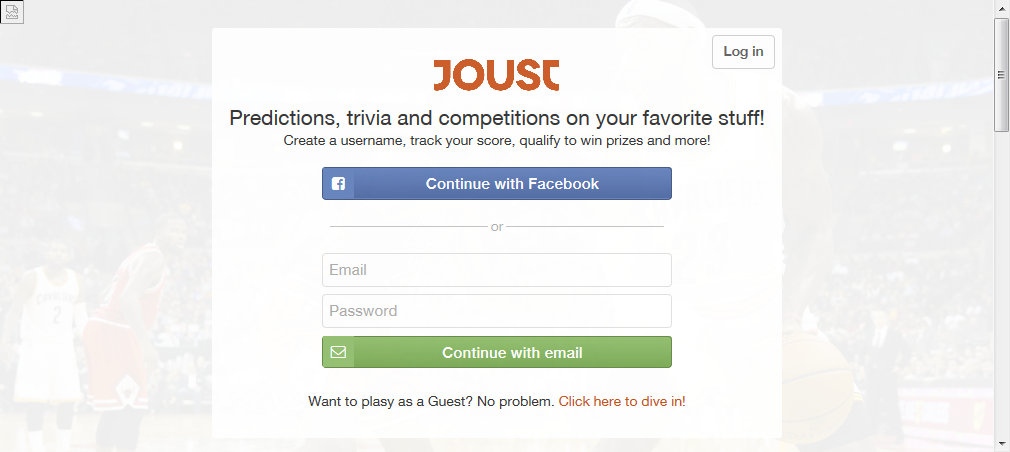 Log in
JOUST
Predictions, trivia and competitions on your favorite stuff!
Create a username, track your score, qualify to win prizes and more!
Continue with Facebook
or
Email
Password
Continue with email
Want to plasy as a Guest? No problem. Click here to dive in!
2